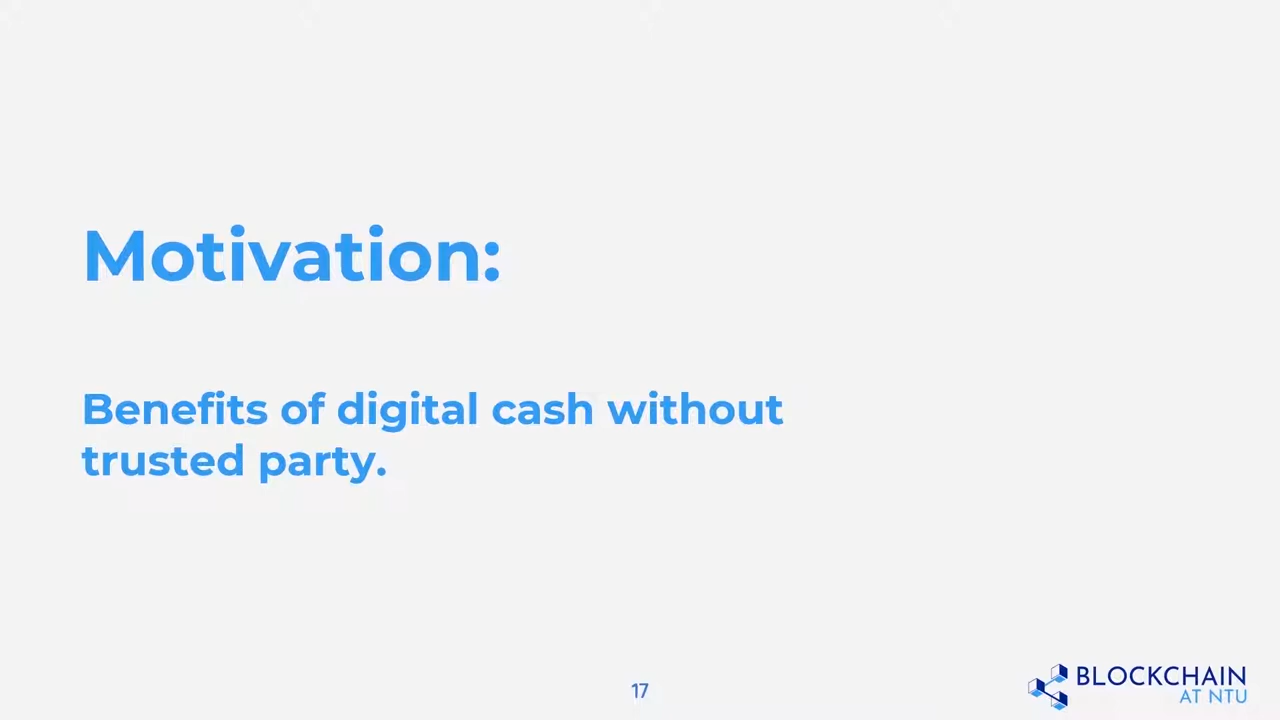 Motivation:
Benefits of digital cash without
trusted party.
17
BLOCKCHAIN
AT NTU